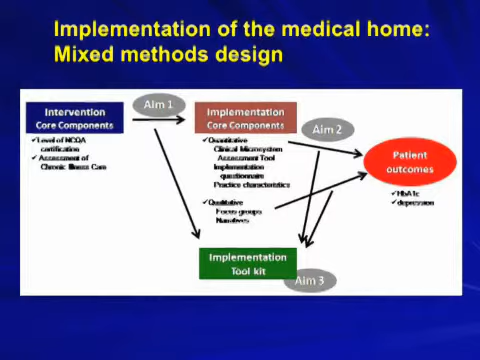 Implementation of the medical home:
Mixed methods design
Intervention
Core Components
Aim 1
Implementation
Core Components
Aim 2
Patient
outcomes
✓Level of NCQA
certification
✓Assessment of
Chronic Illness Care
✓Quantitative
Clinical Microsystem
Assessment Tool
Implementation
questionnaire
Practice characteristics
✓Qualitative
Focus groups
Narratives
✓HbA1c
✓depression
Implementation
Tool kit
Aim 3